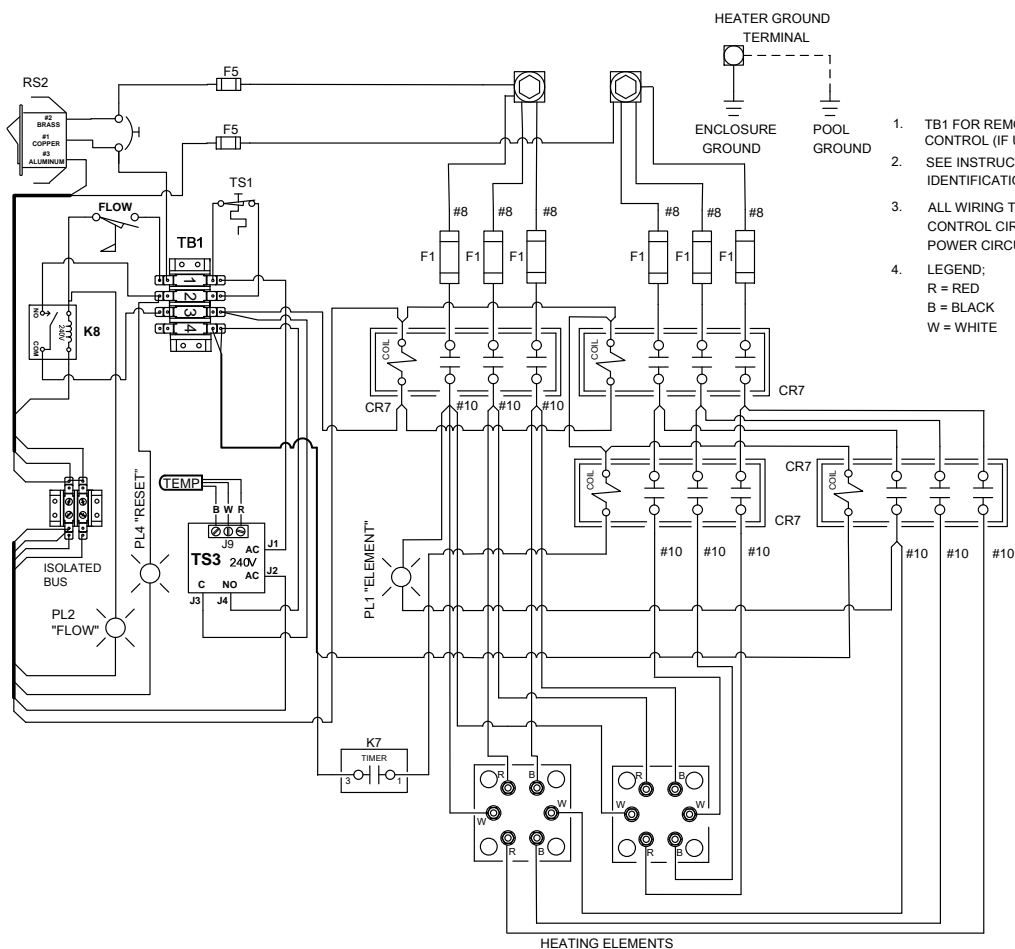 HEATER GROUND
TERMINAL
ENCLOSURE
GROUND
POOL
GROUND
1. TB1 FOR REMO
CONTROL (IF U
2. SEE INSTRUC
IDENTIFICATIO
3. ALL WIRING T
CONTROL CIR
POWER CIRCU
4. LEGEND;
R = RED
B = BLACK
W = WHITE
RS2
#2
BRASS
#1
COPPER
#3
ALUMINUM
F5
F5
FLOW
TS1
TB1
1
2
3
4
NO
COM
240V
K8
#8
#8
#8
#8
#8
#8
F1
F1
F1
F1
F1
F1
COIL
COIL
CR7
CR7
#10
#10
#10
COIL
COIL
CR7
CR7
#10
#10
#10
#10
#10
#10
ISOLATED
BUS
PL4 "RESET"
PL2
"FLOW"
TEMP
B W R
J9
TS3
AC
240V
AC
C
NO
J1
J2
J3
J4
PL1 "ELEMENT"
K7
TIMER
3
1
R
B
W
W
R
B
R
B
W
W
R
B
HEATING ELEMENTS